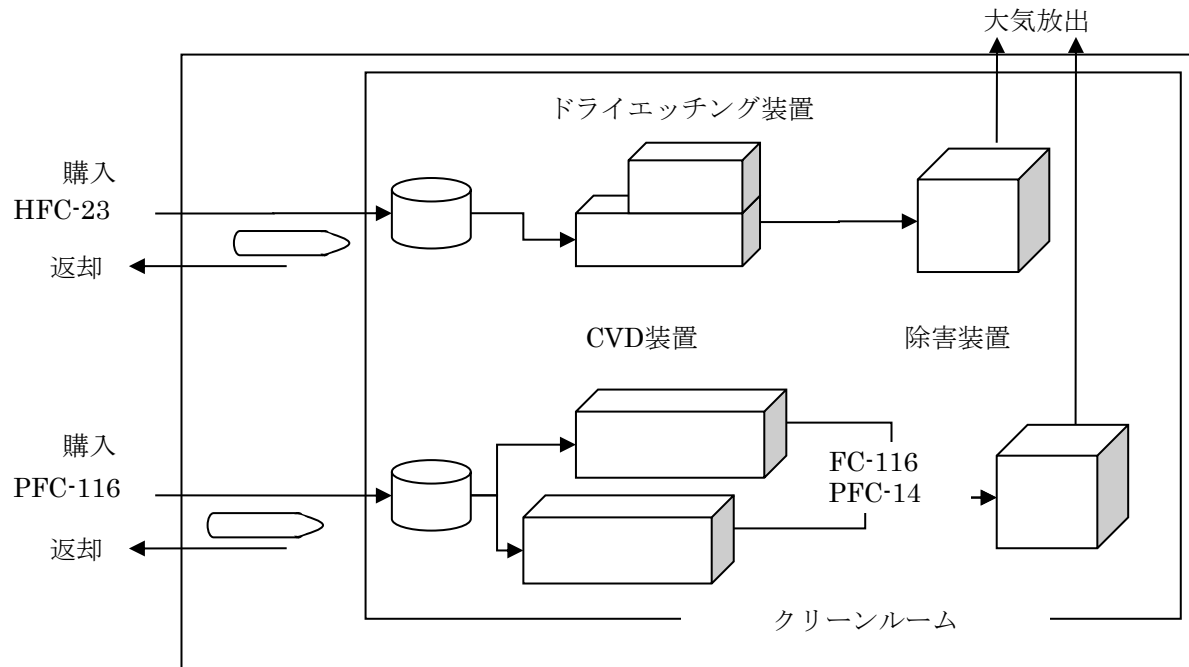 大気放出
ドライエッチング装置
購入
HFC-23
返却
CVD装置
除害装置
購入
PFC-116
FC-116
PFC-14
返却
クリーンルーム